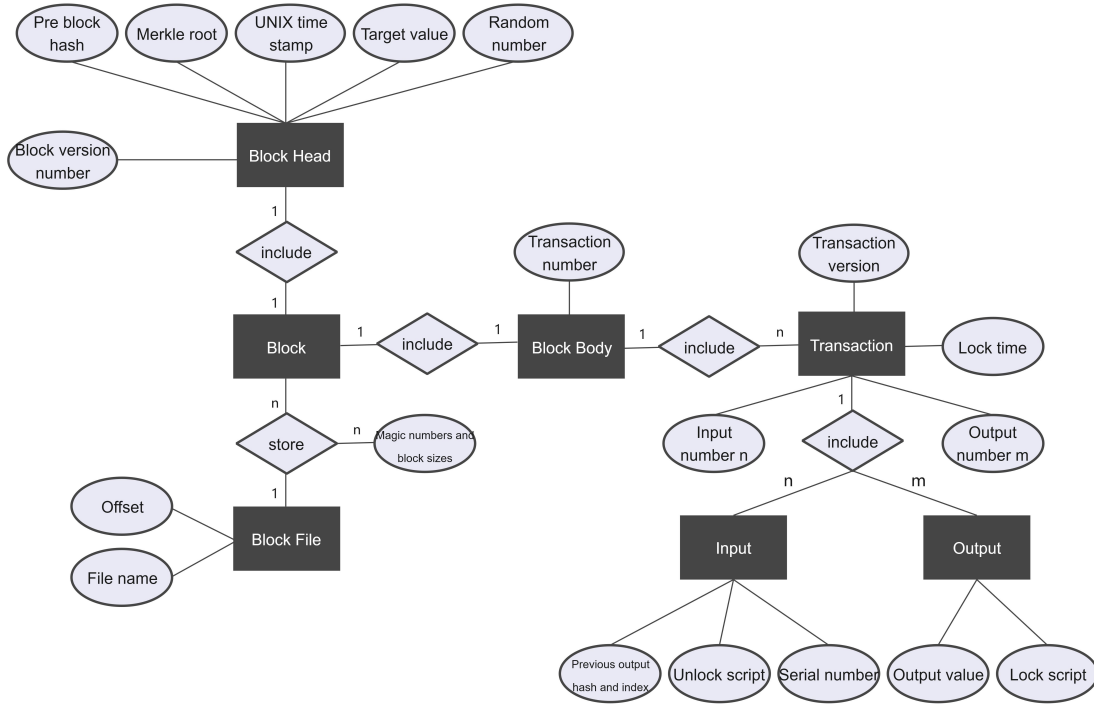 Pre block
hash
Merkle root
UNIX time
stamp
Target value
Random
number
Block version
number
Block Head
1
include
1
Transaction
number
Transaction
version
Block
1
include
1
Block Body
1
include
n
Transaction
Lock time
n
store
n
Magic numbers and
block sizes
1
Input
number n
1
include
Output
number m
n
m
Offset
File name
Block File
Input
Output
Previous output
hash and index
Unlock script
Serial number
Output value
Lock script